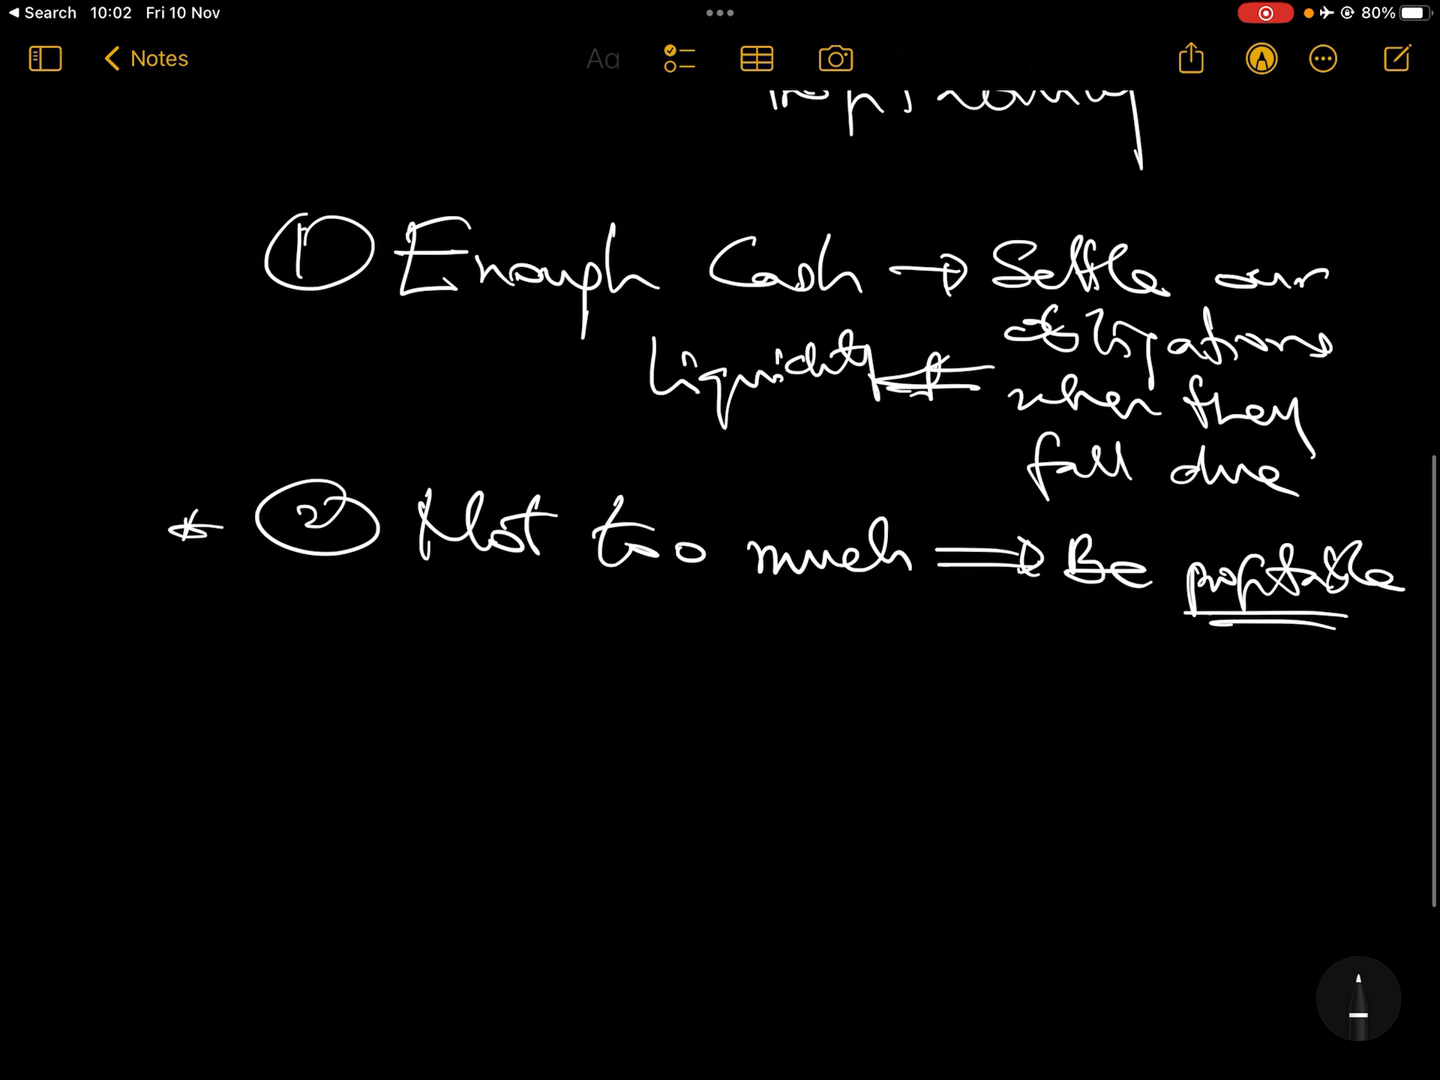 Search 10:02 Fri 10 Nov
80%
Notes
Aa
1 Enough Cash → Settle our
obligations
Liquidity
when they
fall due
2 Not too much ⇒ Be profitable